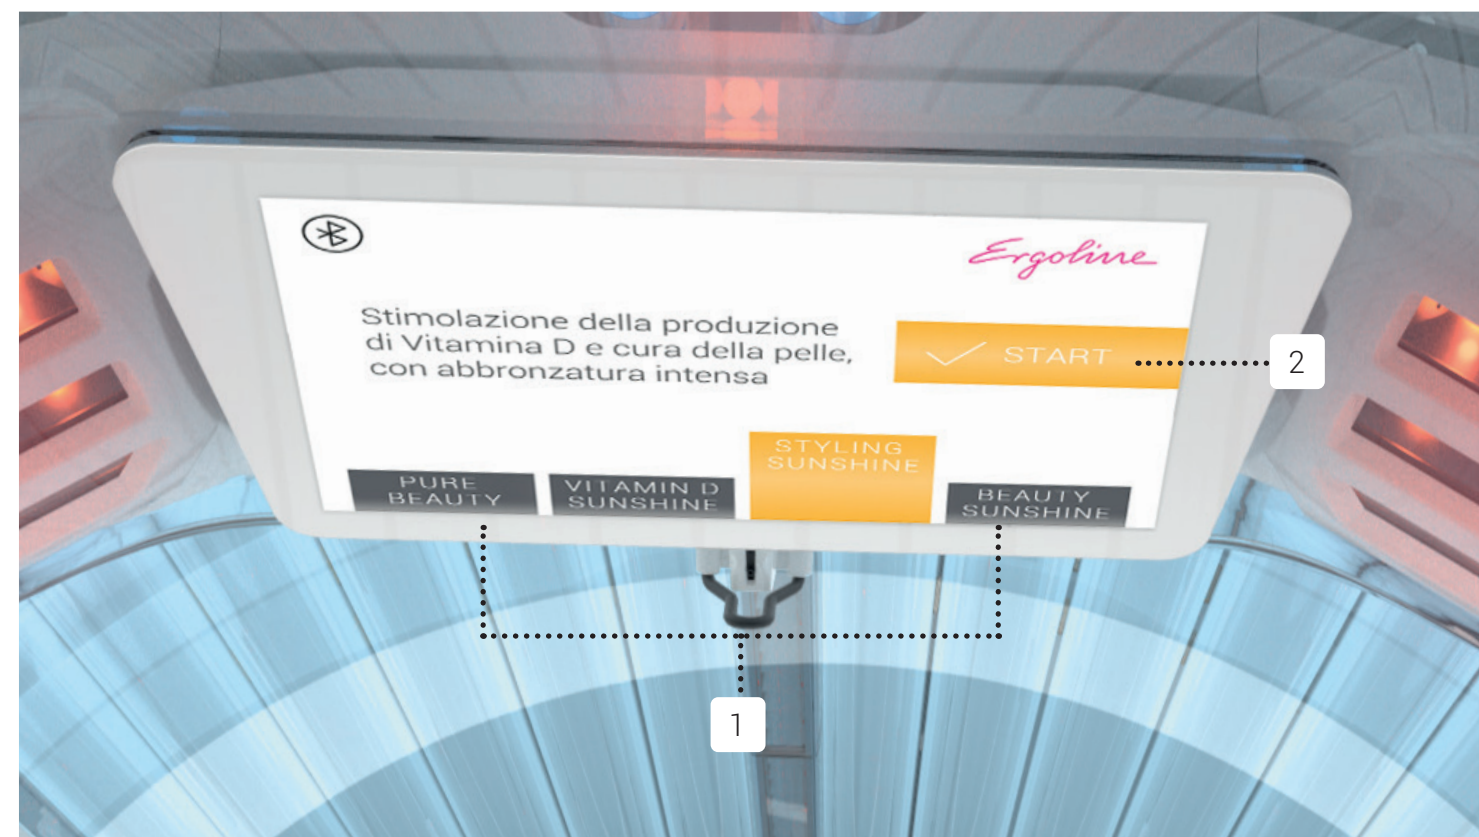 Ergoline
Stimolazione della produzione
di Vitamina D e cura della pelle,
con abbronzatura intensa
START
2
PURE
BEAUTY
VITAMIN D
SUNSHINE
STYLING
SUNSHINE
BEAUTY
SUNSHINE
1